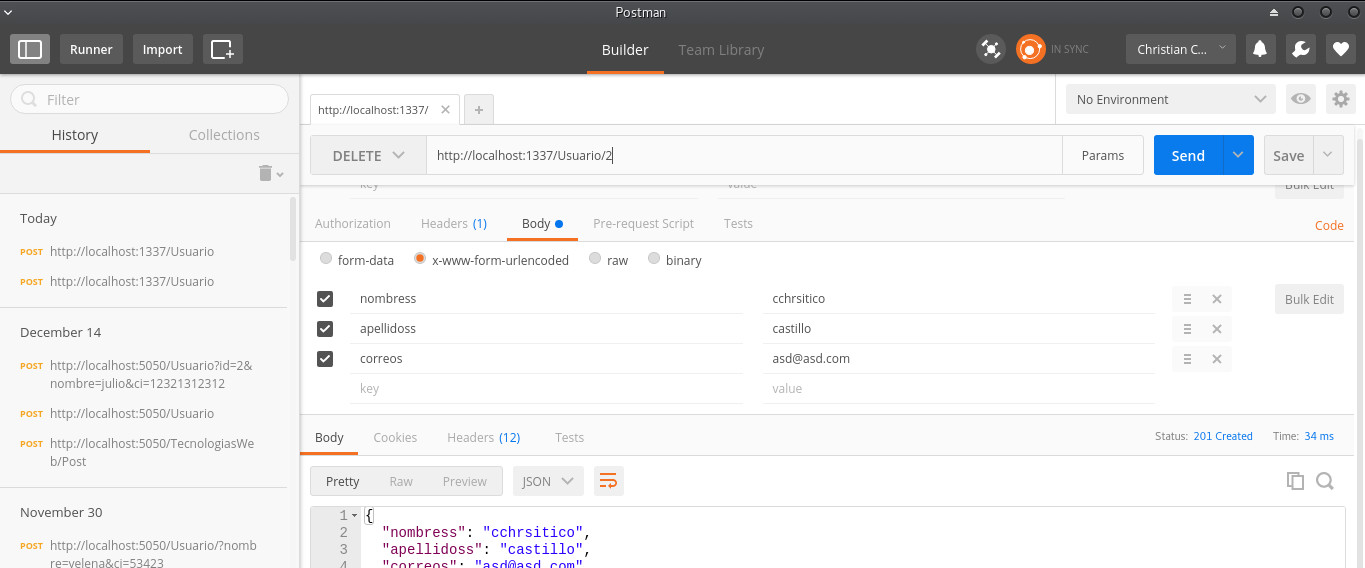 Postman
Runner
Import
Builder
Team Library
IN SYNC
Christian C...
Filter
History
Collections
Today
POST http://localhost:1337/Usuario
POST http://localhost:1337/Usuario
December 14
POST http://localhost:5050/Usuario?id=2&
nombre=julio&ci=12321312312
POST http://localhost:5050/Usuario
POST http://localhost:5050/TecnologiasWe
b/Post
November 30
POST http://localhost:5050/Usuario/?nomb
re=yelena&ci=53423
http://localhost:1337/
No Environment
DELETE
http://localhost:1337/Usuario/2
Params
Send
Save
key
value
Bulk Edit
Authorization
Headers (1)
Body
Pre-request Script
Tests
Code
form-data
x-www-form-urlencoded
raw
binary
nombress
cchrsitico
Bulk Edit
apellidoss
castillo
correos
asd@asd.com
key
value
Body
Cookies
Headers (12)
Tests
Status: 201 Created
Time: 34 ms
Pretty
Raw
Preview
JSON
1 {
2 "nombress": "cchrsitico",
3 "apellidoss": "castillo",
4 "correos": "asd@asd.com"